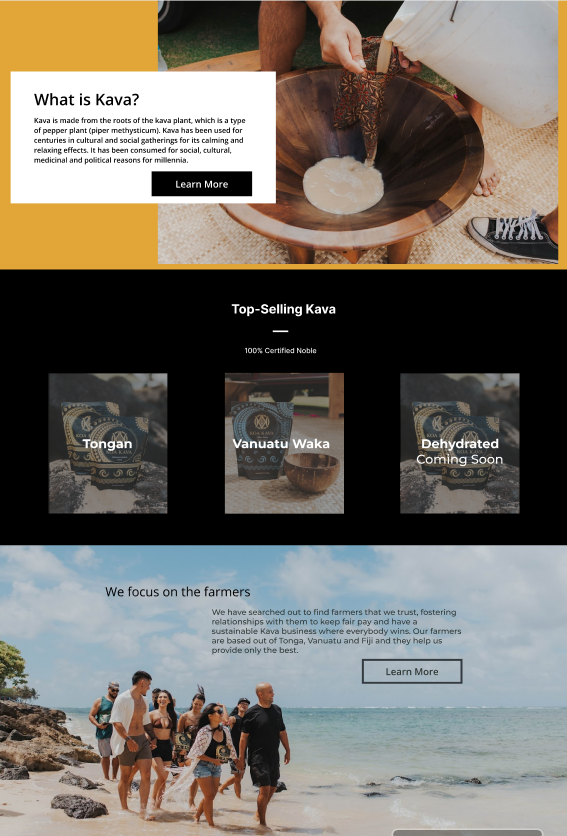 What is Kava?
Kava is made from the roots of the kava plant, which is a type
of pepper plant (piper methysticum). Kava has been used for
centuries in cultural and social gatherings for its calming and
relaxing effects. It has been consumed for social, cultural,
medicinal and political reasons for millennia.
Learn More
Top-Selling Kava
100% Certified Noble
Tongan
Vanuatu Waka
Dehydrated
Coming Soon
We focus on the farmers
We have searched out to find farmers that we trust, fostering
relationships with them to keep fair pay and have a
sustainable Kava business where everybody wins. Our farmers
are based out of Tonga, Vanuatu and Fiji and they help us
provide only the best.
Learn More